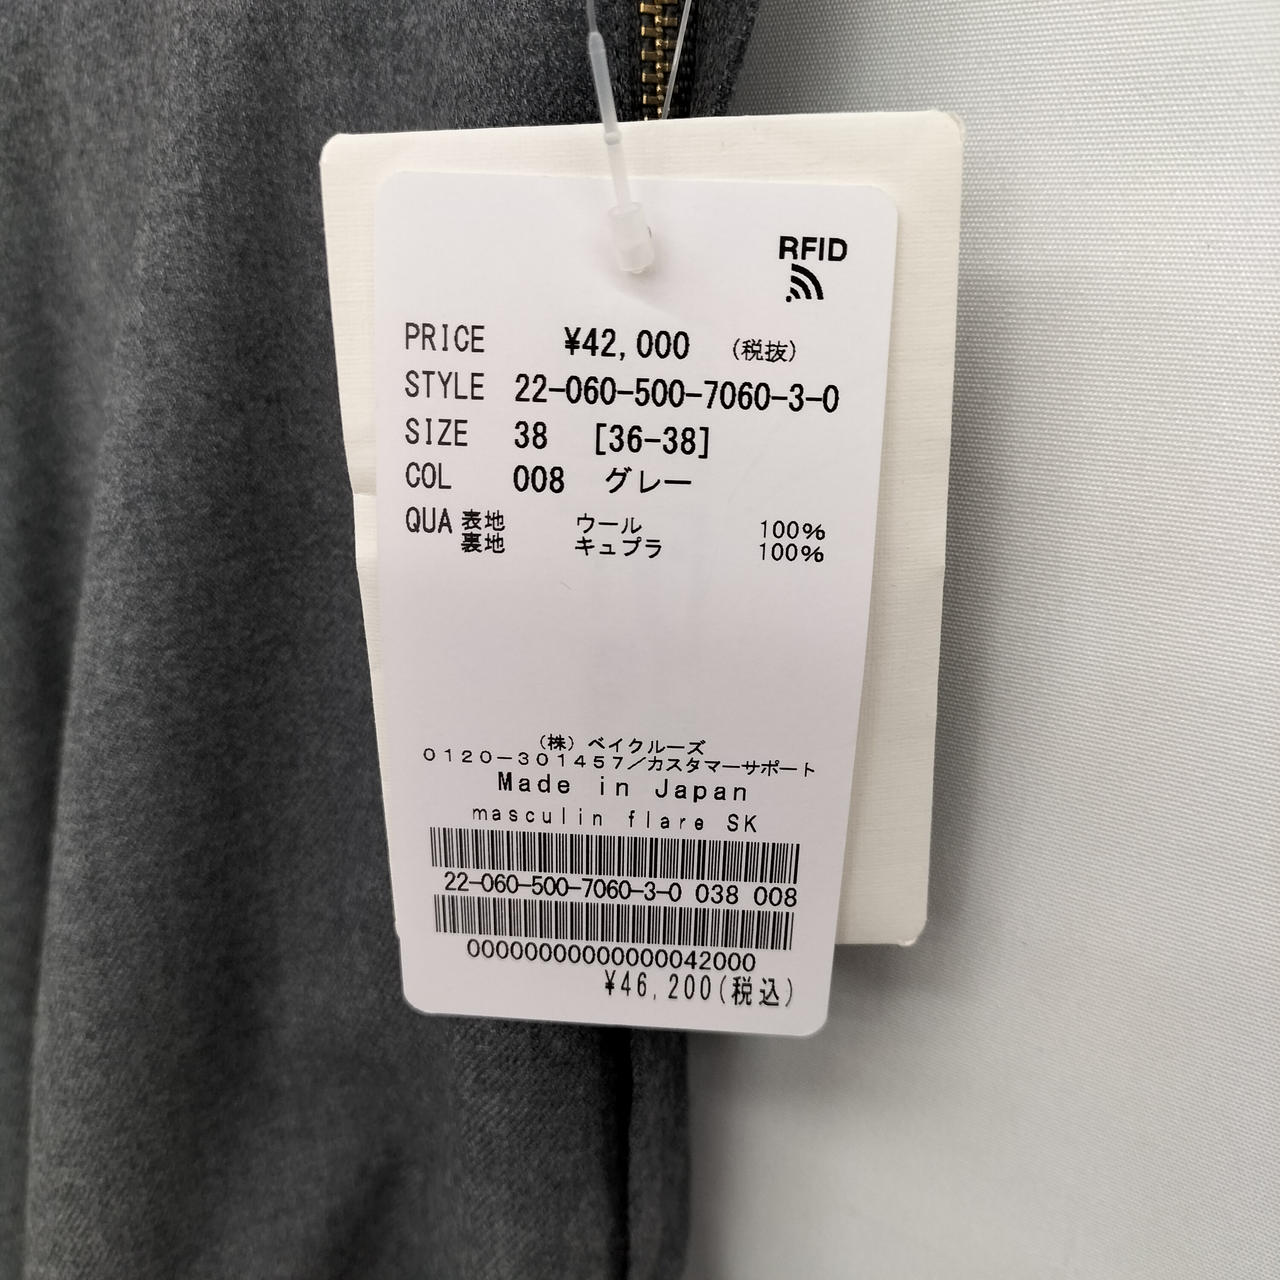 RFID
PRICE ¥42,000 (税抜)
STYLE 22-060-500-7060-3-0
SIZE 38 [36-38]
COL 008 グレー
QUA 表地 ウール 100%
裏地 キュプラ 100%
(株)ベイクルーズ
0120-301457/カスタマーサポート
Made in Japan
masculin flare SK
22-060-500-7060-3-0 038 008
00000000000000042000
¥46,200(税込)